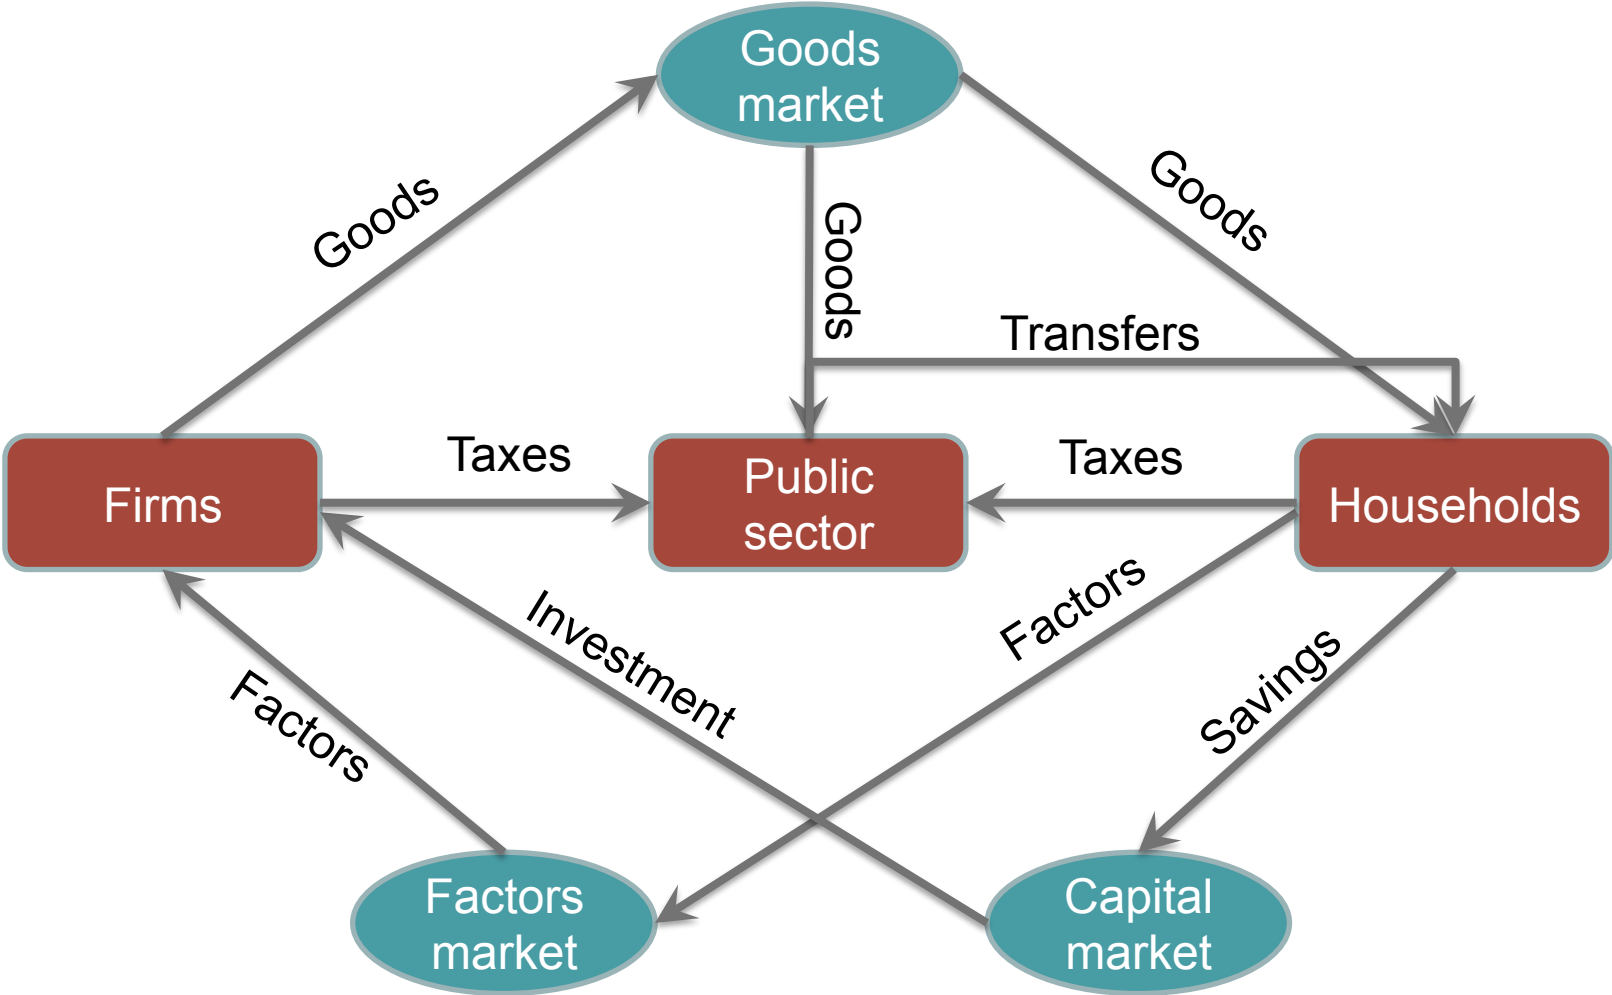 Goods
market
Goods
Goods
Goods
Transfers
Taxes
Taxes
Firms
Public
sector
Households
Investment
Factors
Factors
Savings
Factors
market
Capital
market